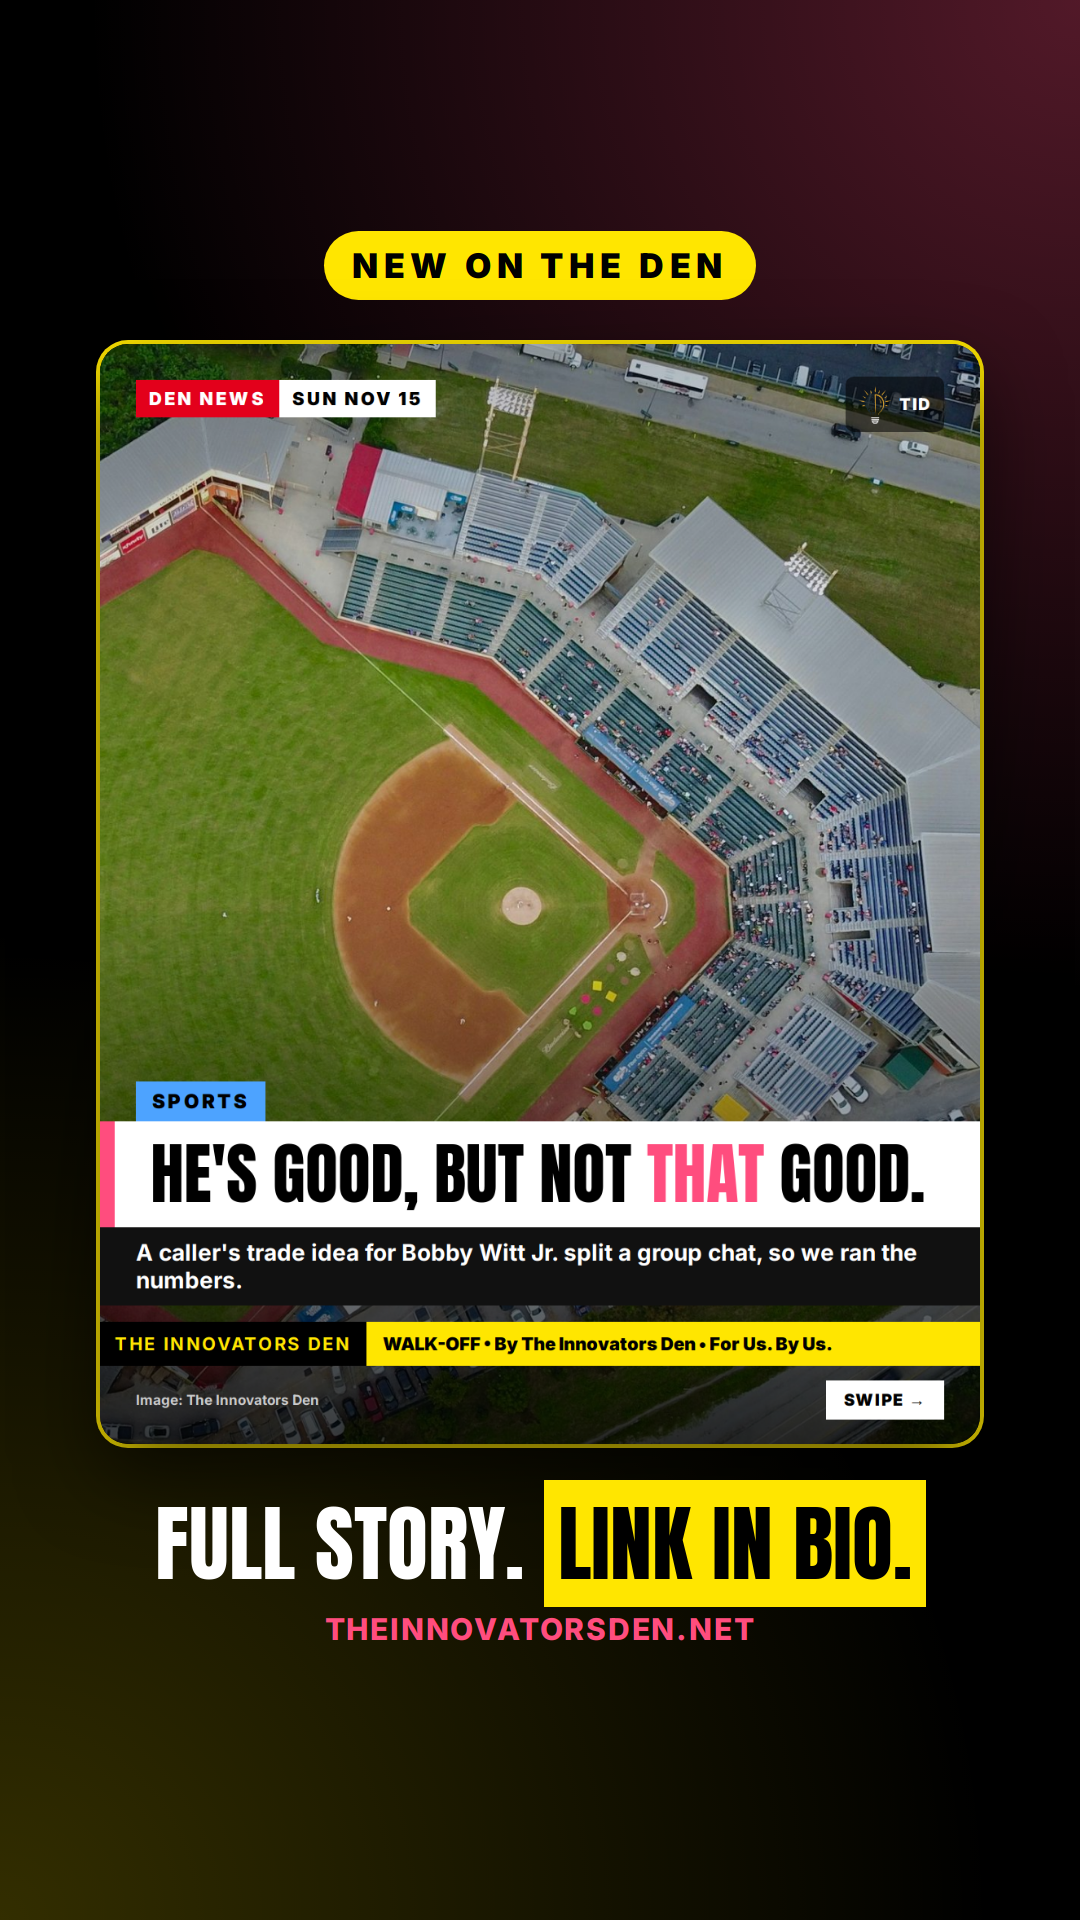 NEW ON THE DEN
DEN NEWS SUN NOV 15
TID
SPORTS
HE'S GOOD, BUT NOT THAT GOOD.
A caller's trade idea for Bobby Witt Jr. split a group chat, so we ran the
numbers.
THE INNOVATORS DEN WALK-OFF • By The Innovators Den • For Us. By Us.
Image: The Innovators Den
SWIPE →
FULL STORY. LINK IN BIO.
THEINNOVATORSDEN.NET